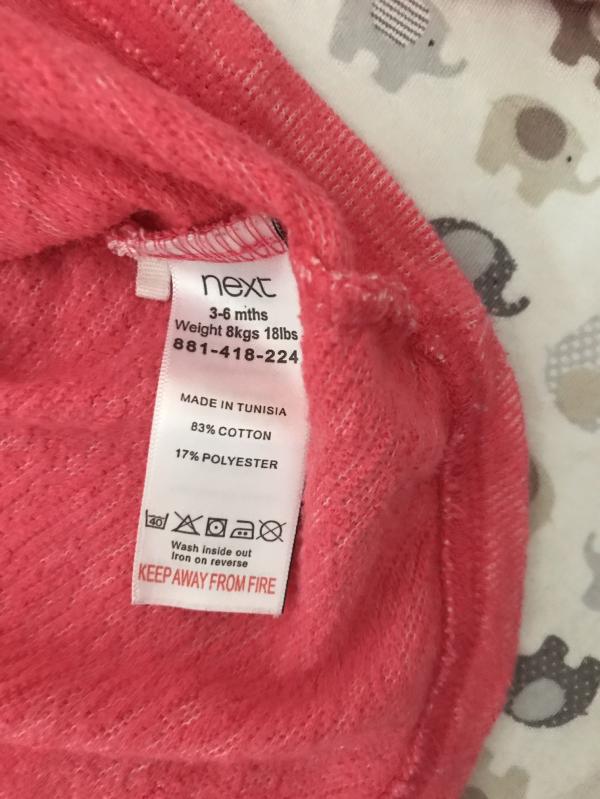 next
3-6 mths
Weight 8kgs 18lbs
881-418-224
MADE IN TUNISIA
83% COTTON
17% POLYESTER
40
Wash inside out
Iron on reverse
KEEP AWAY FROM FIRE